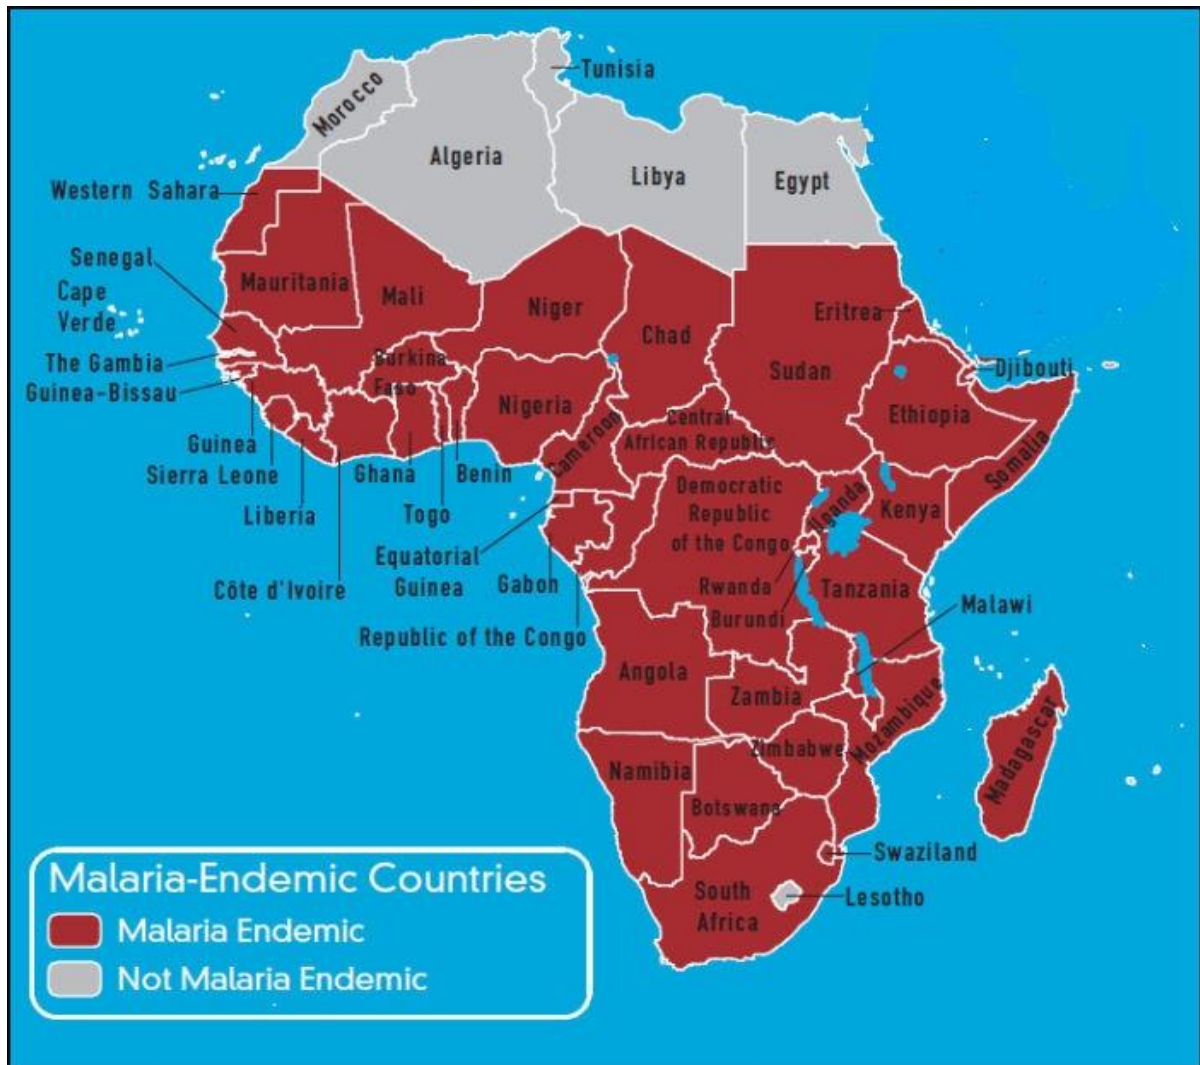 Tunisia
Morocco
Algeria
Libya
Egypt
Western Sahara
Senegal
Cape
Verde
Mauritania
Mali
Niger
Chad
Sudan
Eritrea
The Gambia
Guinea-Bissau
Burkina
Faso
Nigeria
Djibouti
Ethiopia
Central
African Republic
Cameroon
Somalia
Guinea
Sierra Leone
Ghana
Benin
Liberia
Togo
Democratic
Republic
of the Congo
Uganda
Kenya
Côte d'Ivoire
Equatorial
Guinea
Gabon
Rwanda
Burundi
Tanzania
Malawi
Republic of the Congo
Angola
Zambia
Mozambique
Madagascar
Zimbabwe
Namibia
Botswana
Swaziland
South
Africa
Lesotho
Malaria-Endemic Countries
Malaria Endemic
Not Malaria Endemic